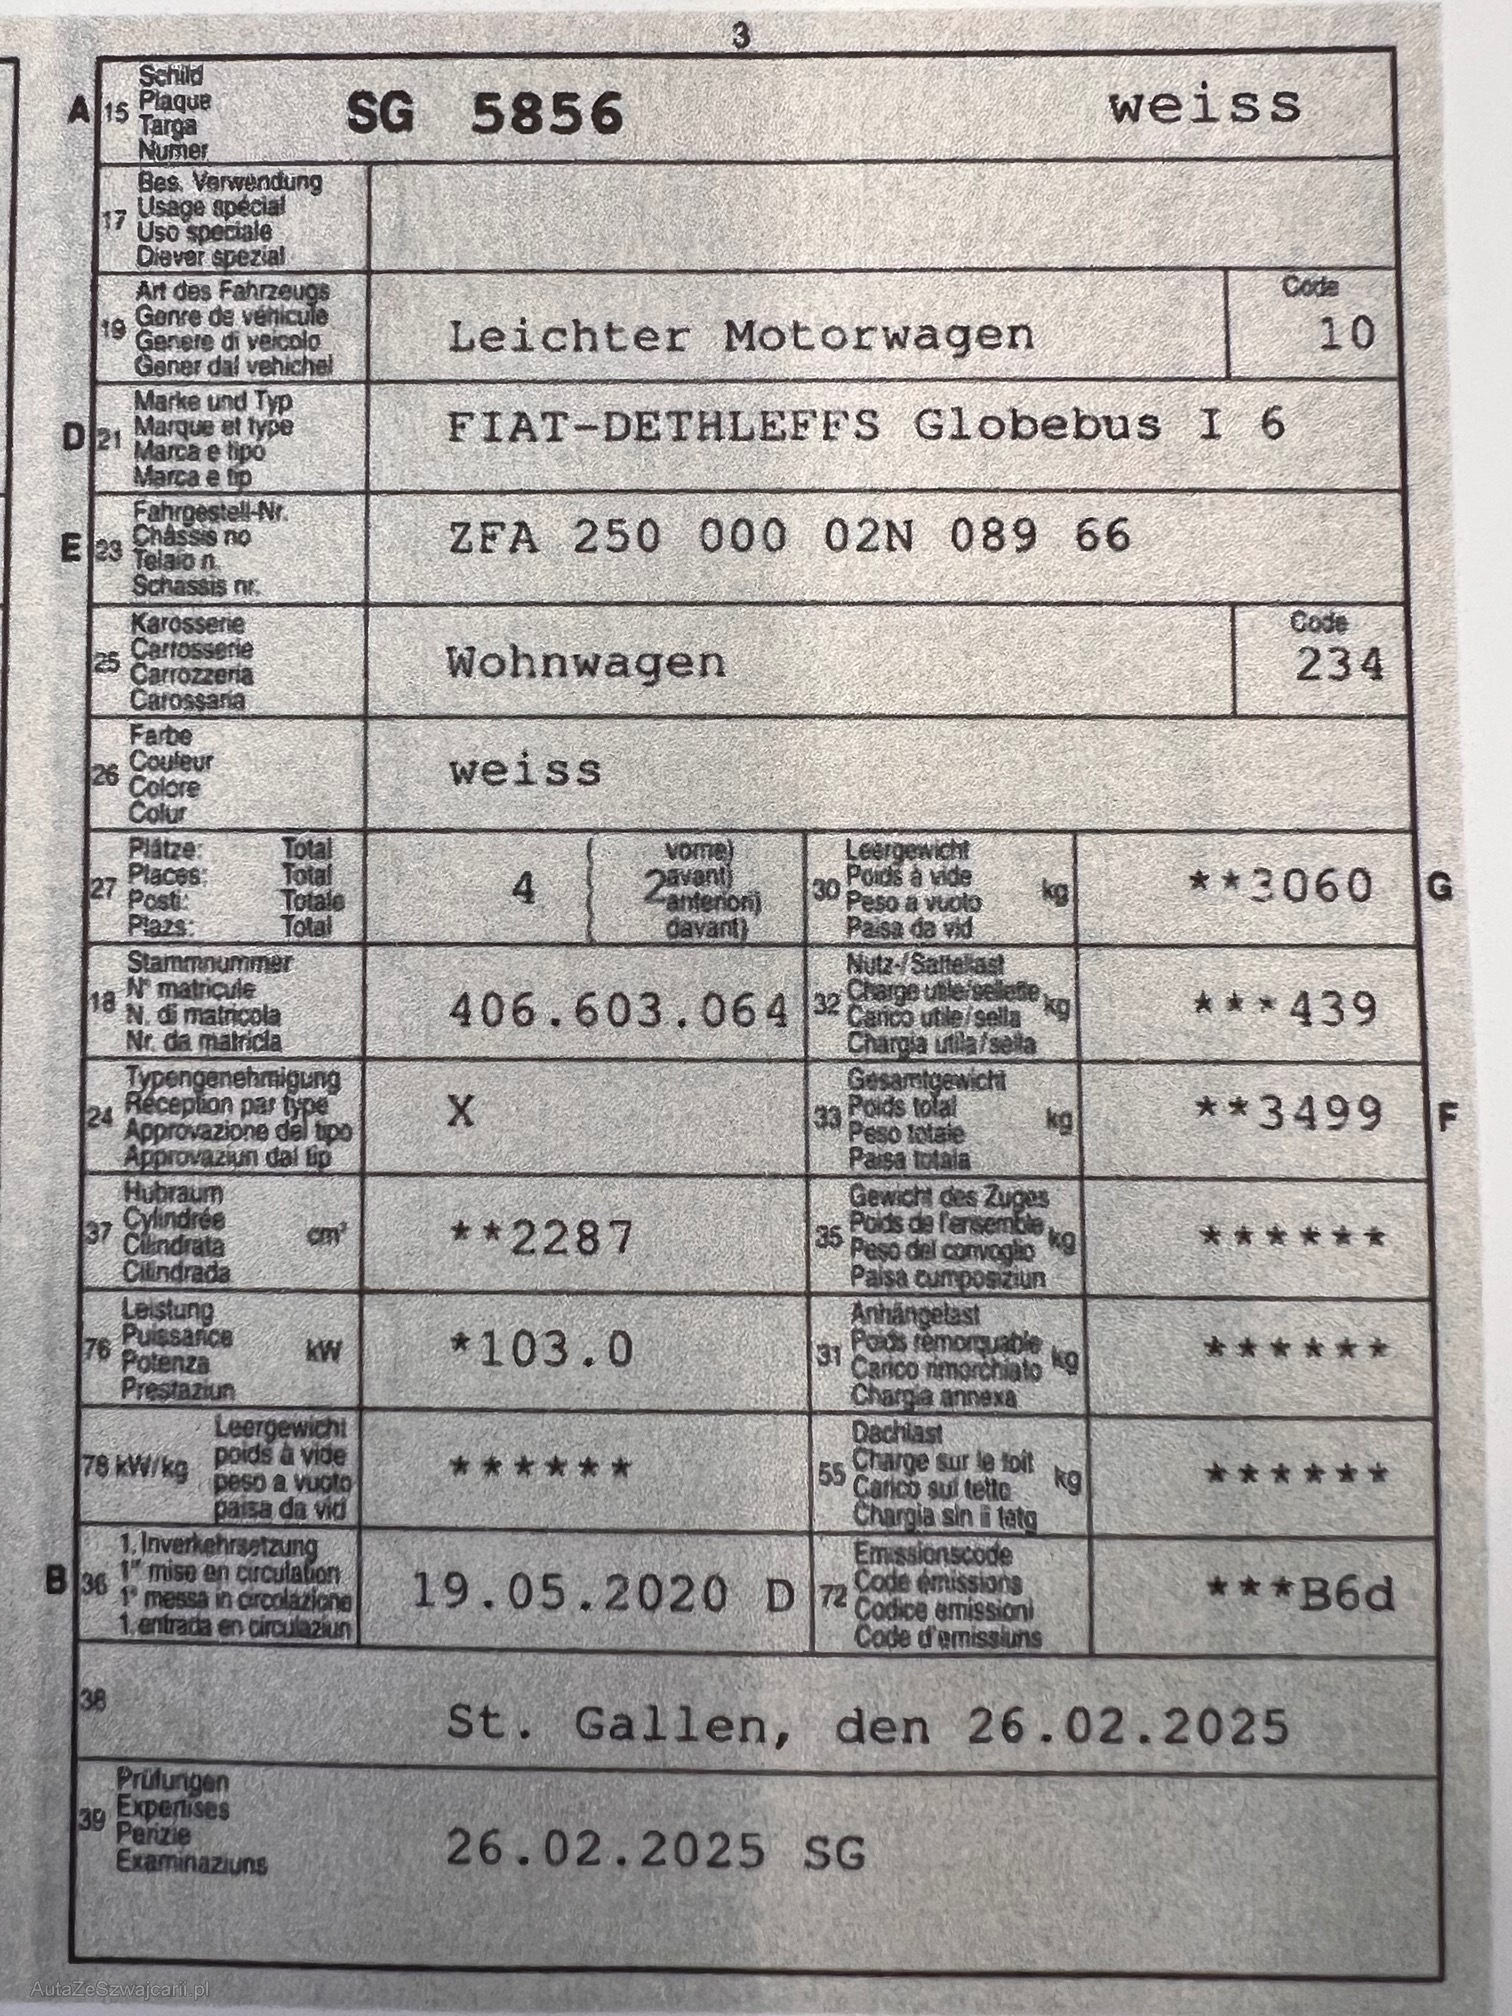 3
A 15 Schild
Plaque
Targa
Numer
SG 5856 weiss
17 Bes. Verwendung
Usage spécial
Uso speciale
Diever spezial
19 Art des Fahrzeugs
Genre de véhicule
Genere di veicolo
Gener dal vehichel
Leichter Motorwagen
Code
10
D 21 Marke und Typ
Marque et type
Marca e tipo
Marca e tip
FIAT-DETHLEFFS Globebus I 6
E 23 Fahrgestell-Nr.
Châssis no
Telaio n.
Schassis nr.
ZFA 250 000 02N 089 66
25 Karosserie
Carrosserie
Carrozzeria
Carossaria
Wohnwagen
Code
234
26 Farbe
Couleur
Colore
Colur
weiss
27 Plätze: Total
Places: Total
Posti: Totale
Plazs: Total
4 2
vorne)
avant)
anteriori)
davant)
30 Leergewicht
Poids à vide
Peso a vuoto
Paisa da vid
kg
**3060 G
18 Stammnummer
N° matricule
N. di matricola
Nr. da matricla
406.603.064
32 Nutz-/Sattellast
Charge utile/sellette
Carico utile/sella
Chargia utila/sella
kg
***439
24 Typengenehmigung
Réception par type
Approvazione del tipo
Approvaziun dal tip
X
33 Gesamtgewicht
Poids total
Peso totale
Paisa totala
kg
**3499 F
37 Hubraum
Cylindrée
Cilindrata
Cilindrada
cm³
**2287
35 Gewicht des Zuges
Poids de l'ensemble
Peso del convoglio
Paisa cumposiziun
kg
******
76 Leistung
Puissance
Potenza
Prestaziun
kW
*103.0
31 Anhängelast
Poids remorquable
Carico rimorchiato
Chargia annexa
kg
******
78 kW/kg
Leergewicht
poids à vide
peso a vuoto
paisa da vid
******
55 Dachlast
Charge sur le toit
Carico sul tetto
Chargia sin il tetg
kg
******
B 36 1. Inverkehrsetzung
1re mise en circulation
1a messa in circolazione
1. entrada en circulaziun
19.05.2020 D
72 Emissionscode
Code émissions
Codice emissioni
Code d'emissiuns
***B6d
38
St. Gallen, den 26.02.2025
39 Prüfungen
Expertises
Perizie
Examinaziuns
26.02.2025 SG
AutaZeSzwajcarii.pl